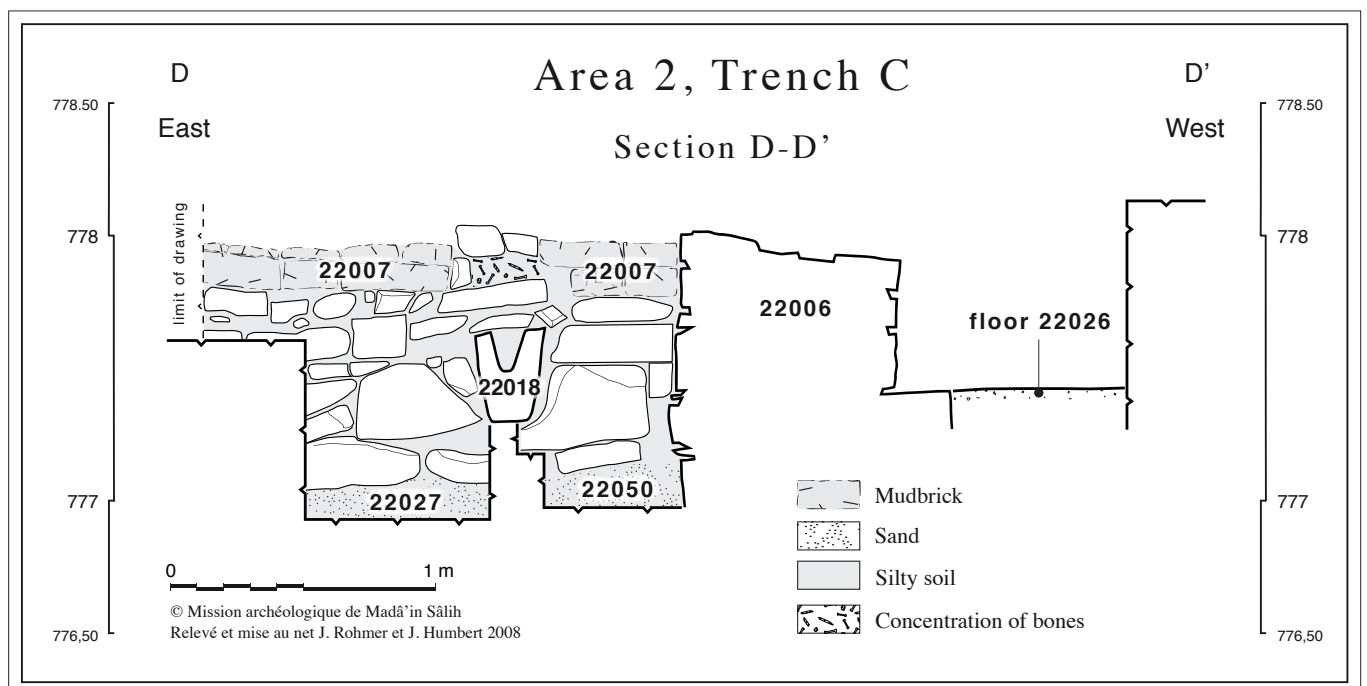 D
Area 2, Trench C
D’
778.50
778.50
East
Section D-D’
West
limit of drawing
778
778
22007
22007
22006
floor 22026
22018
777
22027
22050
777
Mudbrick
Sand
Silty soil
Concentration of bones
0
1 m
© Mission archéologique de Madâ’in Sâlih
Relevé et mise au net J. Rohmer et J. Humbert 2008
776,50
776,50